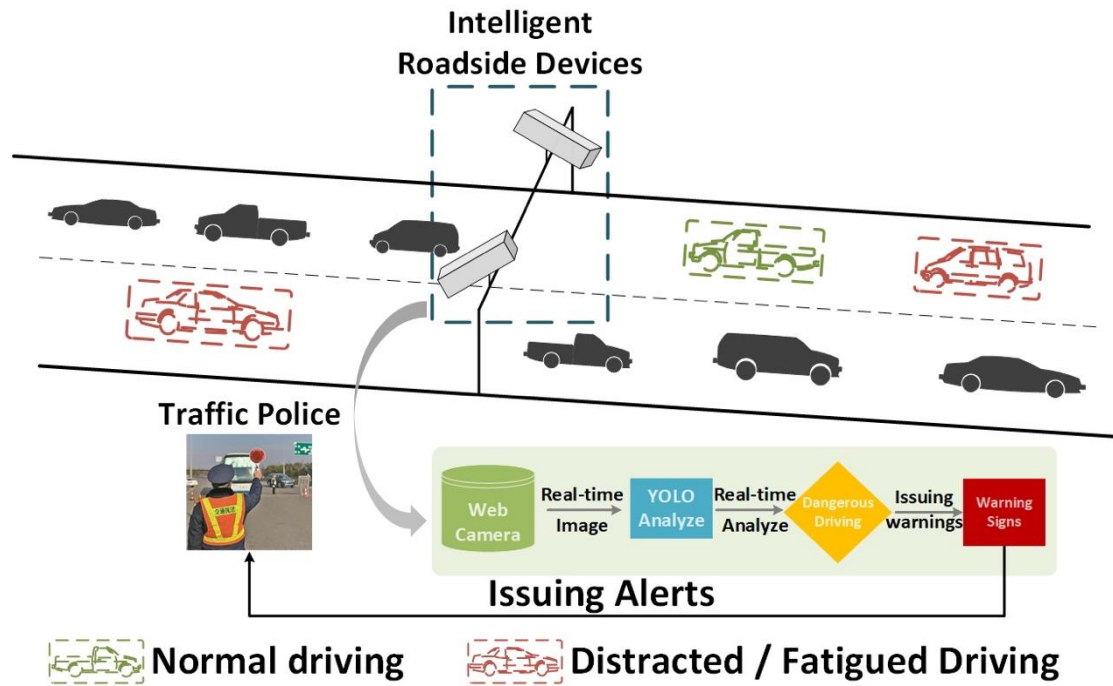 Intelligent
Roadside Devices
Traffic Police
Web
Camera
Real-time
Image
YOLO
Analyze
Real-time
Analyze
Dangerous
Driving
Issuing
warnings
Warning
Signs
Issuing Alerts
Normal driving
Distracted / Fatigued Driving